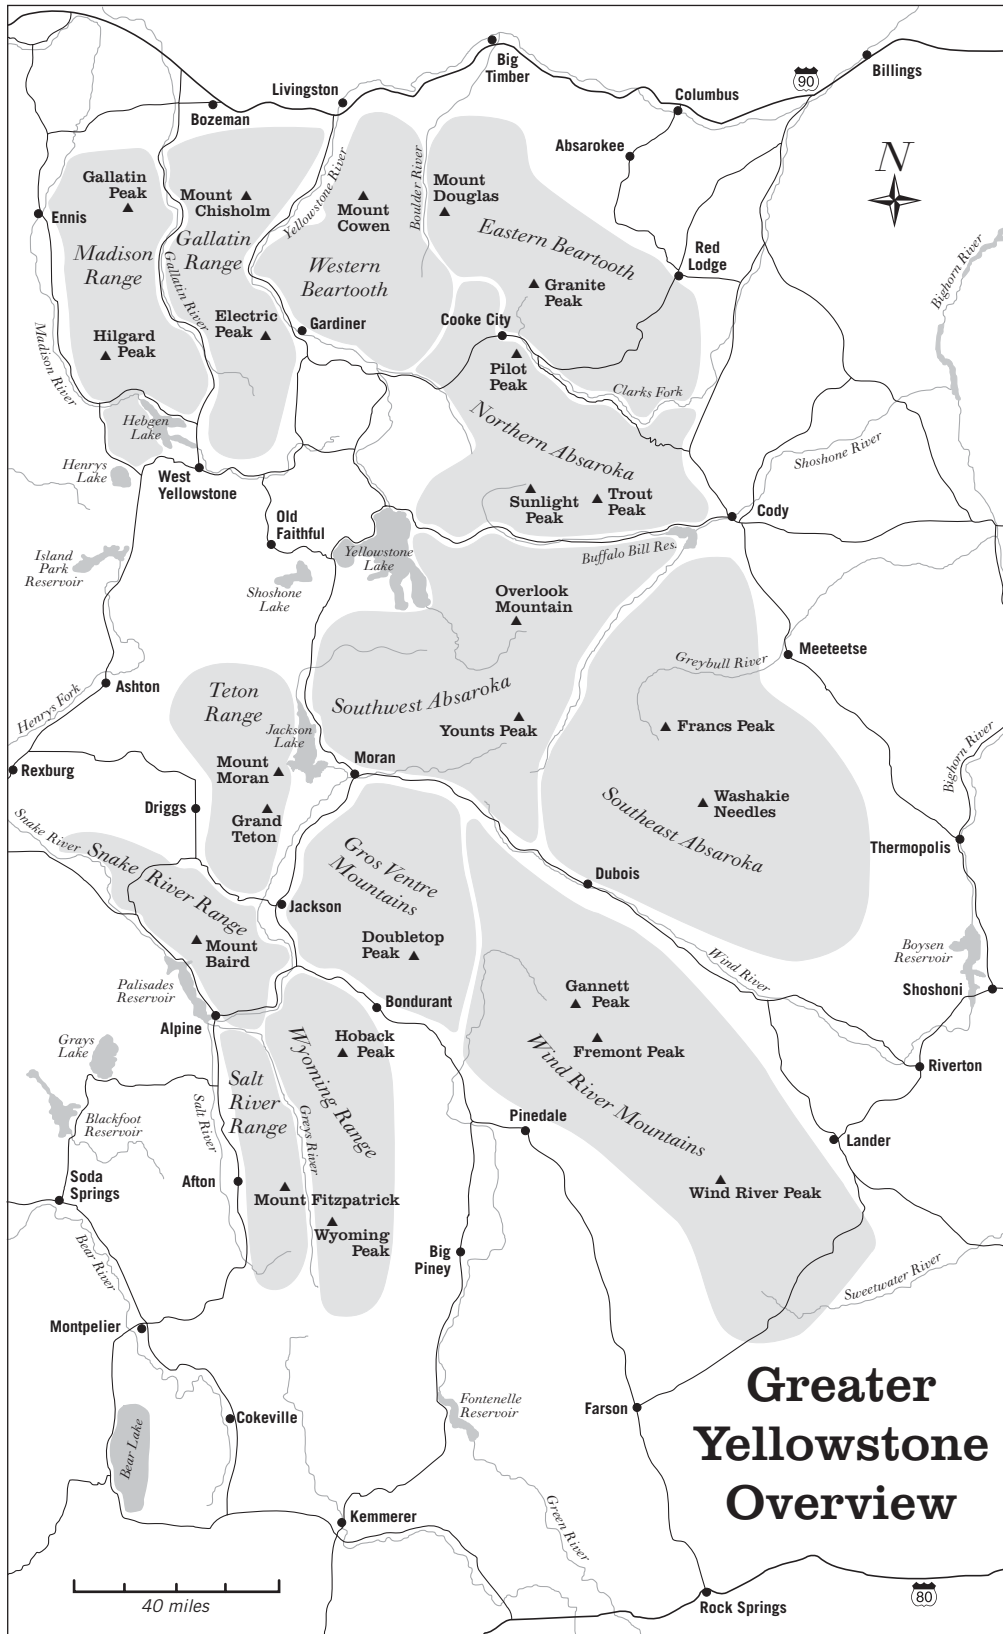 Big
Timber
90
Billings
Livingston
Columbus
Bozeman
Absarokee
N
Gallatin
Peak
Mount
Chisholm
Yellowstone River
Mount
Cowen
Boulder River
Mount
Douglas
Ennis
Madison
Range
Gallatin
Range
Gallatin River
Western
Beartooth
Eastern Beartooth
Red
Lodge
Bighorn River
Granite
Peak
Electric
Peak
Gardiner
Cooke City
Madison River
Hilgard
Peak
Pilot
Peak
Clarks Fork
Hebgen
Lake
Northern Absaroka
Shoshone River
Henrys
Lake
West
Yellowstone
Sunlight
Peak
Trout
Peak
Cody
Old
Faithful
Island
Park
Reservoir
Yellowstone
Lake
Buffalo Bill Res.
Shoshone
Lake
Overlook
Mountain
Meeteetse
Greybull River
Ashton
Henrys Fork
Teton
Range
Southwest Absaroka
Jackson
Lake
Younts Peak
Francs Peak
Bighorn River
Rexburg
Mount
Moran
Moran
Driggs
Grand
Teton
Washakie
Needles
Southeast Absaroka
Snake River
Snake River Range
Gros Ventre
Mountains
Thermopolis
Dubois
Jackson
Mount
Baird
Doubletop
Peak
Wind River
Boysen
Reservoir
Palisades
Reservoir
Shoshoni
Gannett
Peak
Bondurant
Alpine
Hoback
Peak
Grays
Lake
Fremont Peak
Wyoming Range
Wind River Mountains
Riverton
Salt
River
Range
Salt River
Greys River
Blackfoot
Reservoir
Pinedale
Lander
Soda
Springs
Afton
Mount Fitzpatrick
Wind River Peak
Wyoming
Peak
Bear River
Big
Piney
Sweetwater River
Montpelier
Greater
Yellowstone
Overview
Fontenelle
Reservoir
Farson
Cokeville
Bear Lake
Kemmerer
Green River
40 miles
Rock Springs
80